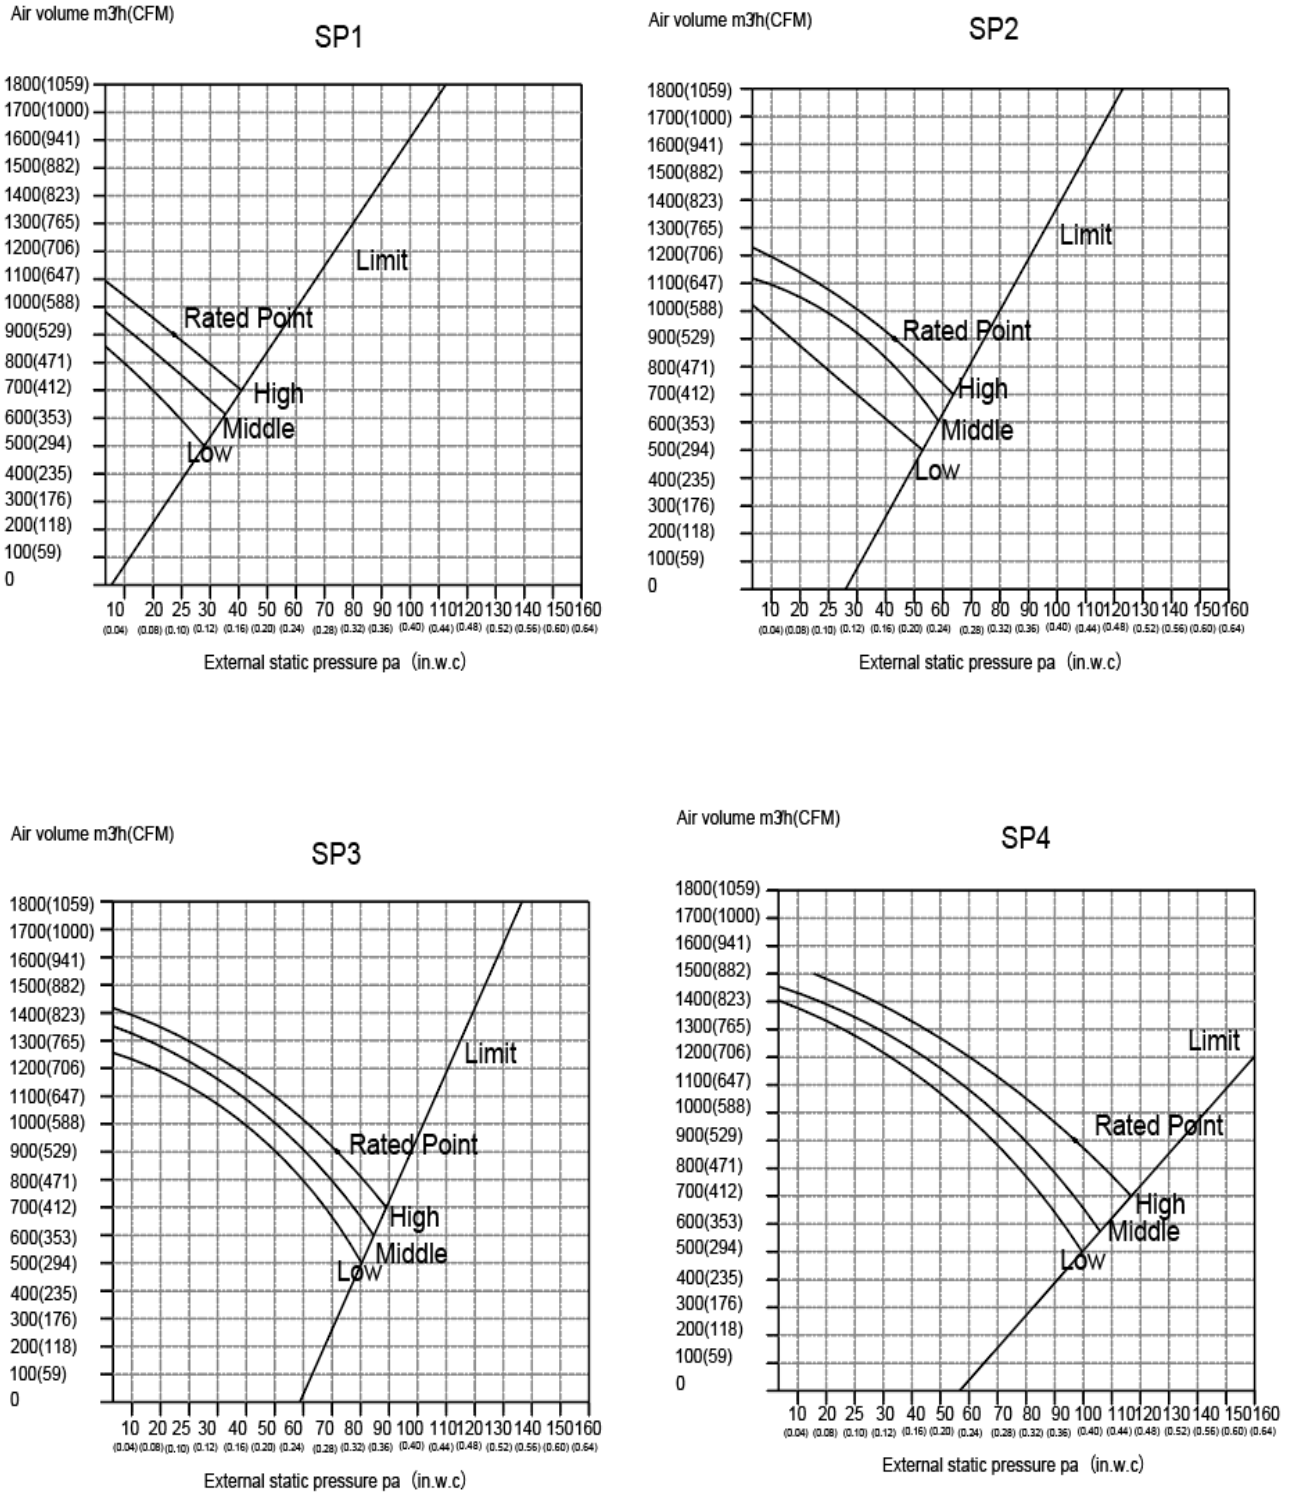 Air volume m3/h(CFM)
SP1
1800(1059)
1700(1000)
1600(941)
1500(882)
1400(823)
1300(765)
1200(706)
1100(647)
1000(588)
900(529)
800(471)
700(412)
600(353)
500(294)
400(235)
300(176)
200(118)
100(59)
0
Limit
Rated Point
High
Middle
Low
10 20 25 30 40 50 60 70 80 90 100 110 120 130 140 150 160
(0.04) (0.08) (0.10) (0.12) (0.16) (0.20) (0.24) (0.28) (0.32) (0.36) (0.40) (0.44) (0.48) (0.52) (0.56) (0.60) (0.64)
External static pressure pa (in.w.c)
Air volume m3/h(CFM)
SP2
1800(1059)
1700(1000)
1600(941)
1500(882)
1400(823)
1300(765)
1200(706)
1100(647)
1000(588)
900(529)
800(471)
700(412)
600(353)
500(294)
400(235)
300(176)
200(118)
100(59)
0
Limit
Rated Point
High
Middle
Low
10 20 25 30 40 50 60 70 80 90 100 110 120 130 140 150 160
(0.04) (0.08) (0.10) (0.12) (0.16) (0.20) (0.24) (0.28) (0.32) (0.36) (0.40) (0.44) (0.48) (0.52) (0.56) (0.60) (0.64)
External static pressure pa (in.w.c)
Air volume m3/h(CFM)
SP3
1800(1059)
1700(1000)
1600(941)
1500(882)
1400(823)
1300(765)
1200(706)
1100(647)
1000(588)
900(529)
800(471)
700(412)
600(353)
500(294)
400(235)
300(176)
200(118)
100(59)
0
Limit
Rated Point
High
Middle
Low
10 20 25 30 40 50 60 70 80 90 100 110 120 130 140 150 160
(0.04) (0.08) (0.10) (0.12) (0.16) (0.20) (0.24) (0.28) (0.32) (0.36) (0.40) (0.44) (0.48) (0.52) (0.56) (0.60) (0.64)
External static pressure pa (in.w.c)
Air volume m3/h(CFM)
SP4
1800(1059)
1700(1000)
1600(941)
1500(882)
1400(823)
1300(765)
1200(706)
1100(647)
1000(588)
900(529)
800(471)
700(412)
600(353)
500(294)
400(235)
300(176)
200(118)
100(59)
0
Limit
Rated Point
High
Middle
Low
10 20 25 30 40 50 60 70 80 90 100 110 120 130 140 150 160
(0.04) (0.08) (0.10) (0.12) (0.16) (0.20) (0.24) (0.28) (0.32) (0.36) (0.40) (0.44) (0.48) (0.52) (0.56) (0.60) (0.64)
External static pressure pa (in.w.c)